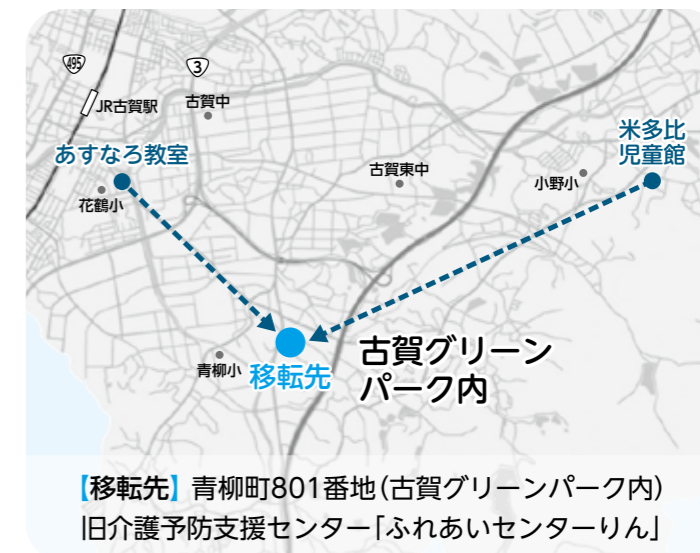 495
3
JR古賀駅
古賀中
あすなろ教室
花鶴小
古賀東中
小野小
米多比
児童館
青柳小
移転先
古賀グリーン
パーク内
【移転先】青柳町801番地(古賀グリーンパーク内)
旧介護予防支援センター「ふれあいセンターりん」